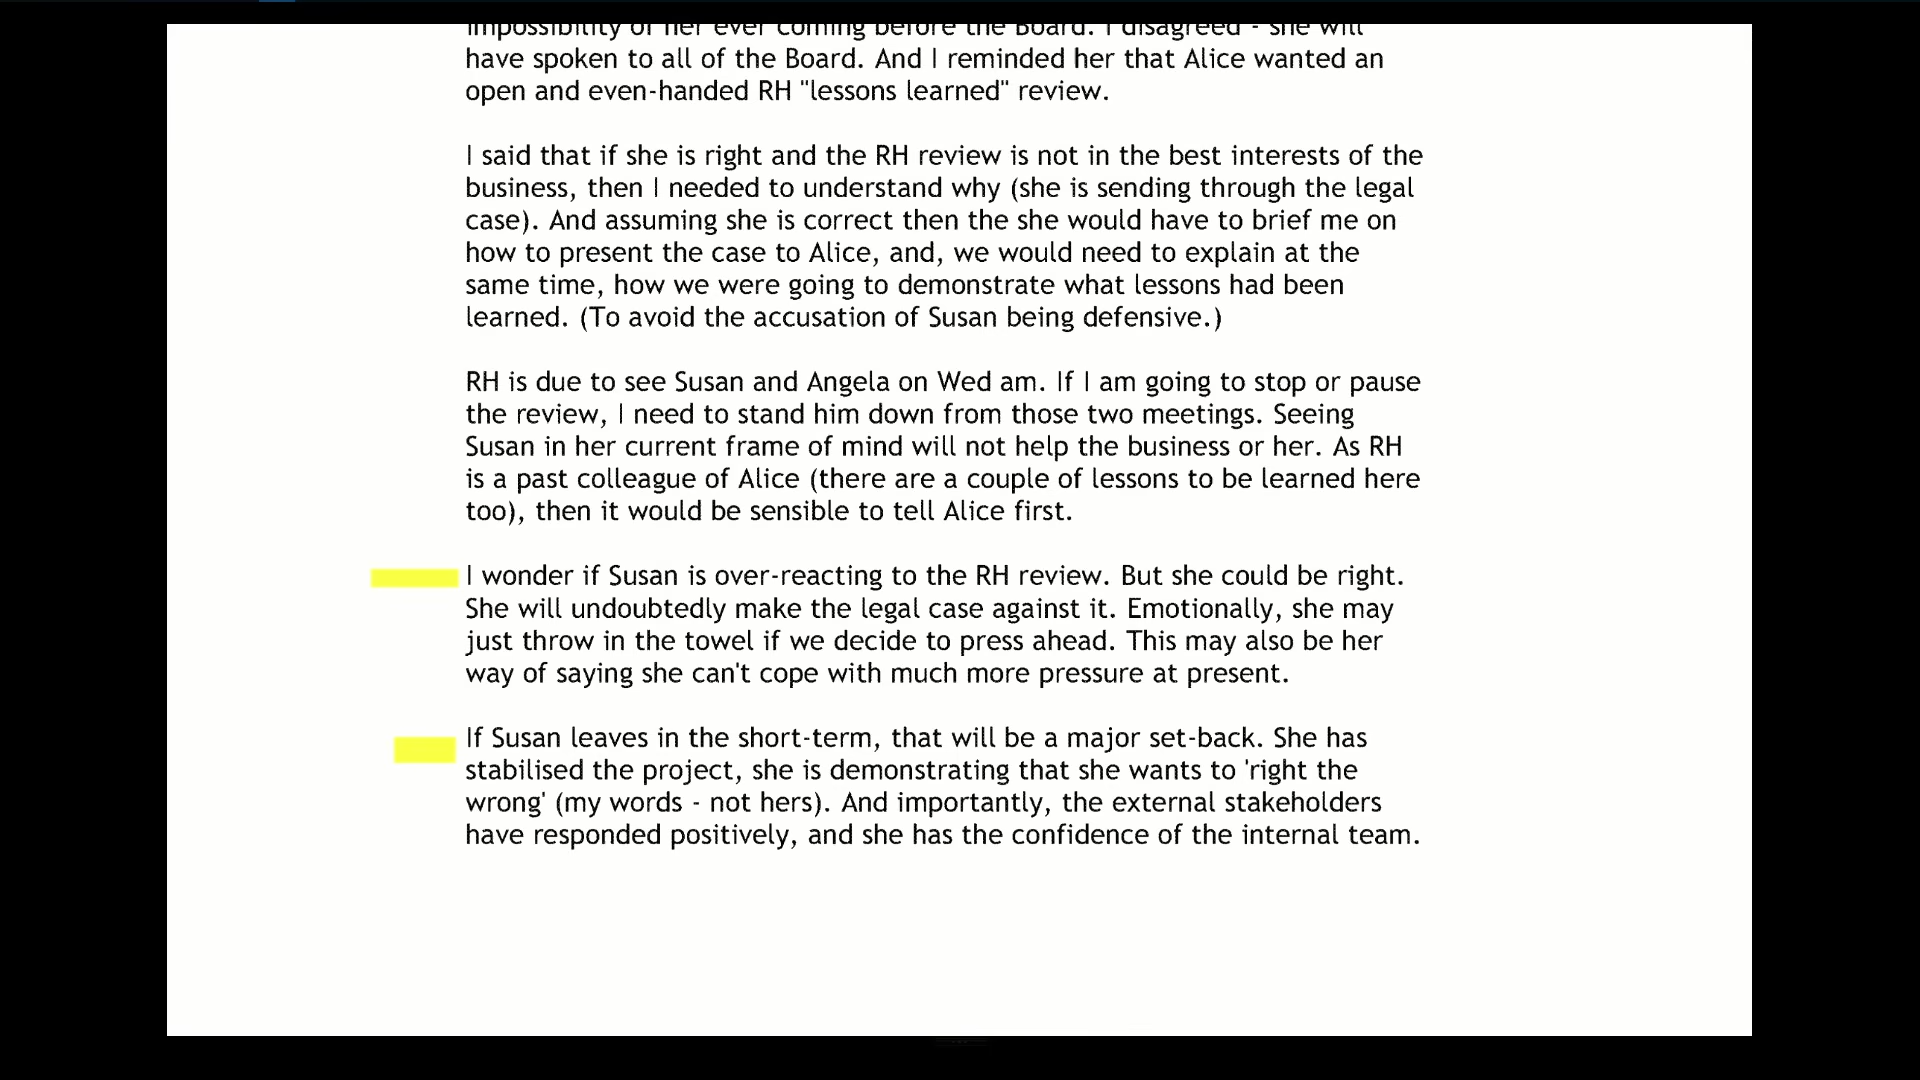 impossibility of her ever coming before the Board. I disagreed - she will
have spoken to all of the Board. And I reminded her that Alice wanted an
open and even-handed RH "lessons learned" review.
I said that if she is right and the RH review is not in the best interests of the
business, then I needed to understand why (she is sending through the legal
case). And assuming she is correct then the she would have to brief me on
how to present the case to Alice, and, we would need to explain at the
same time, how we were going to demonstrate what lessons had been
learned. (To avoid the accusation of Susan being defensive.)
RH is due to see Susan and Angela on Wed am. If I am going to stop or pause
the review, I need to stand him down from those two meetings. Seeing
Susan in her current frame of mind will not help the business or her. As RH
is a past colleague of Alice (there are a couple of lessons to be learned here
too), then it would be sensible to tell Alice first.
I wonder if Susan is over-reacting to the RH review. But she could be right.
She will undoubtedly make the legal case against it. Emotionally, she may
just throw in the towel if we decide to press ahead. This may also be her
way of saying she can't cope with much more pressure at present.
If Susan leaves in the short-term, that will be a major set-back. She has
stabilised the project, she is demonstrating that she wants to 'right the
wrong' (my words - not hers). And importantly, the external stakeholders
have responded positively, and she has the confidence of the internal team.